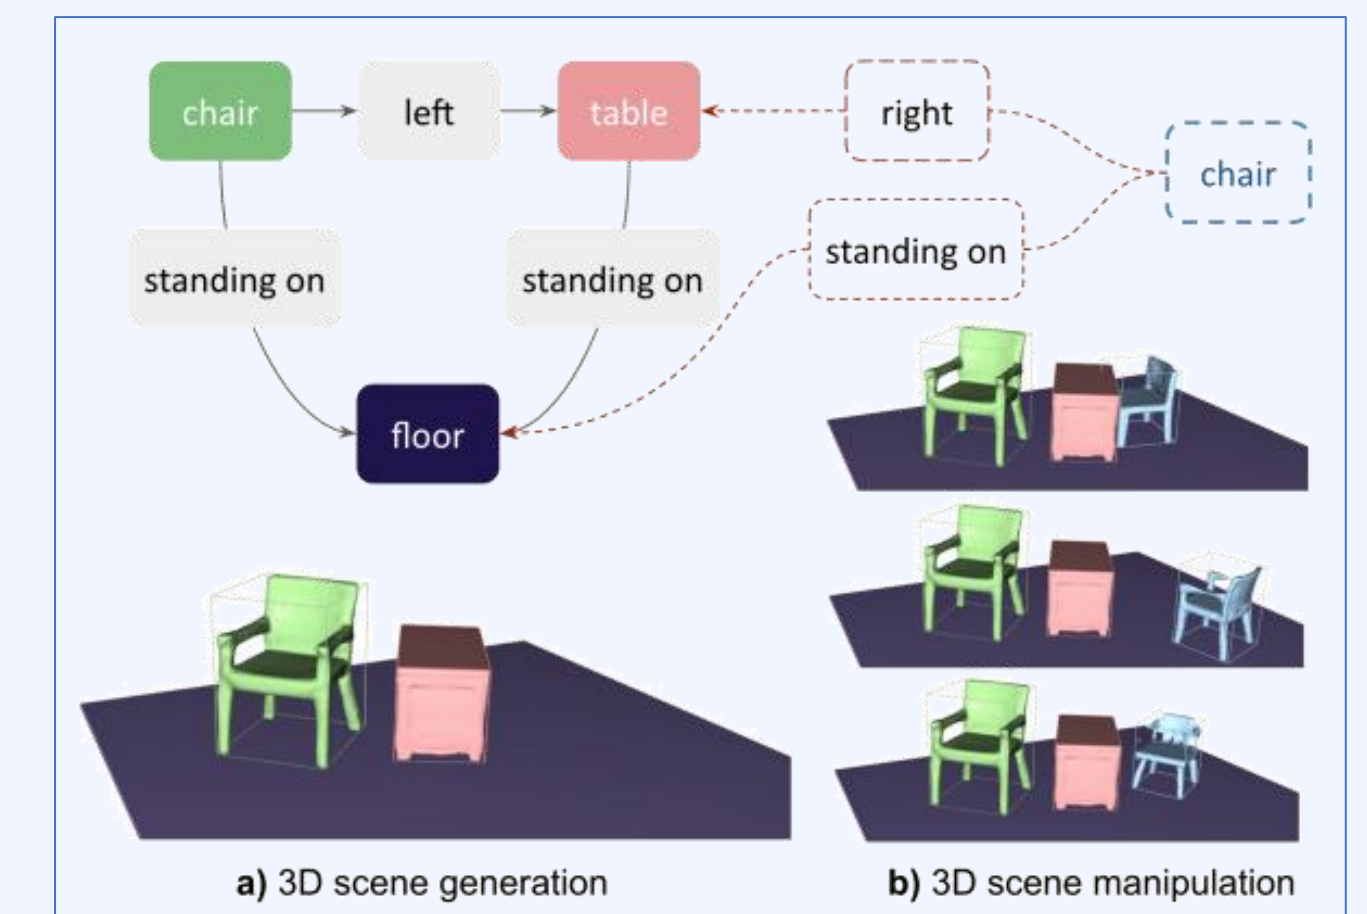 chair
left
table
right
chair
standing on
standing on
standing on
floor
a) 3D scene generation
b) 3D scene manipulation